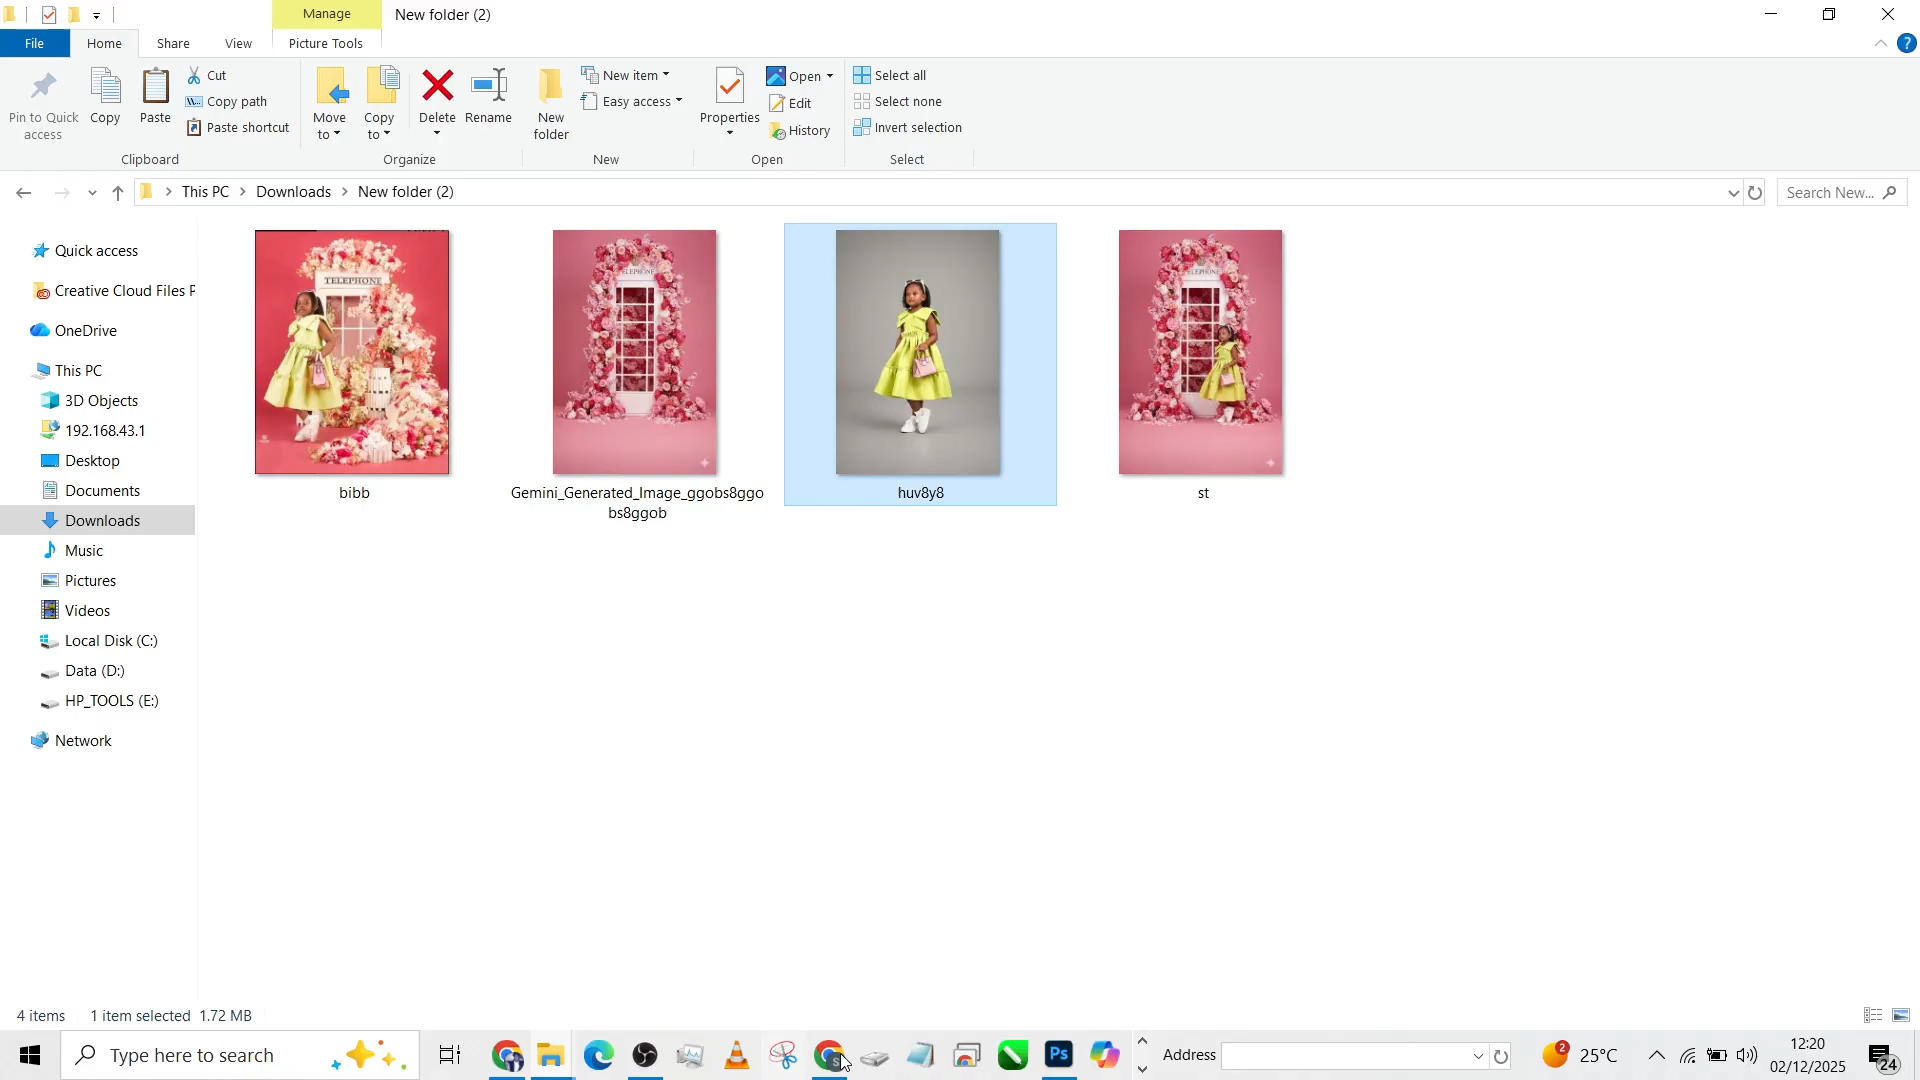 Manage
New folder (2)
File
Home
Share
View
Picture Tools
Pin to Quick access
Copy
Paste
Cut
Copy path
Paste shortcut
Clipboard
Move to
Copy to
Delete
Rename
Organize
New folder
New item
Easy access
New
Properties
Open
Edit
History
Open
Select all
Select none
Invert selection
Select
This PC
Downloads
New folder (2)
Search New...
Quick access
Creative Cloud Files P
OneDrive
This PC
3D Objects
192.168.43.1
Desktop
Documents
Downloads
Music
Pictures
Videos
Local Disk (C:)
Data (D:)
HP_TOOLS (E:)
Network
TELEPHONE
TELEPHONE
TELEPHONE
bibb
Gemini_Generated_Image_ggobs8ggo
bs8ggob
huv8y8
st
4 items
1 item selected 1.72 MB
Type here to search
S
Ps
Address
2
25°C
12:20
02/12/2025
24